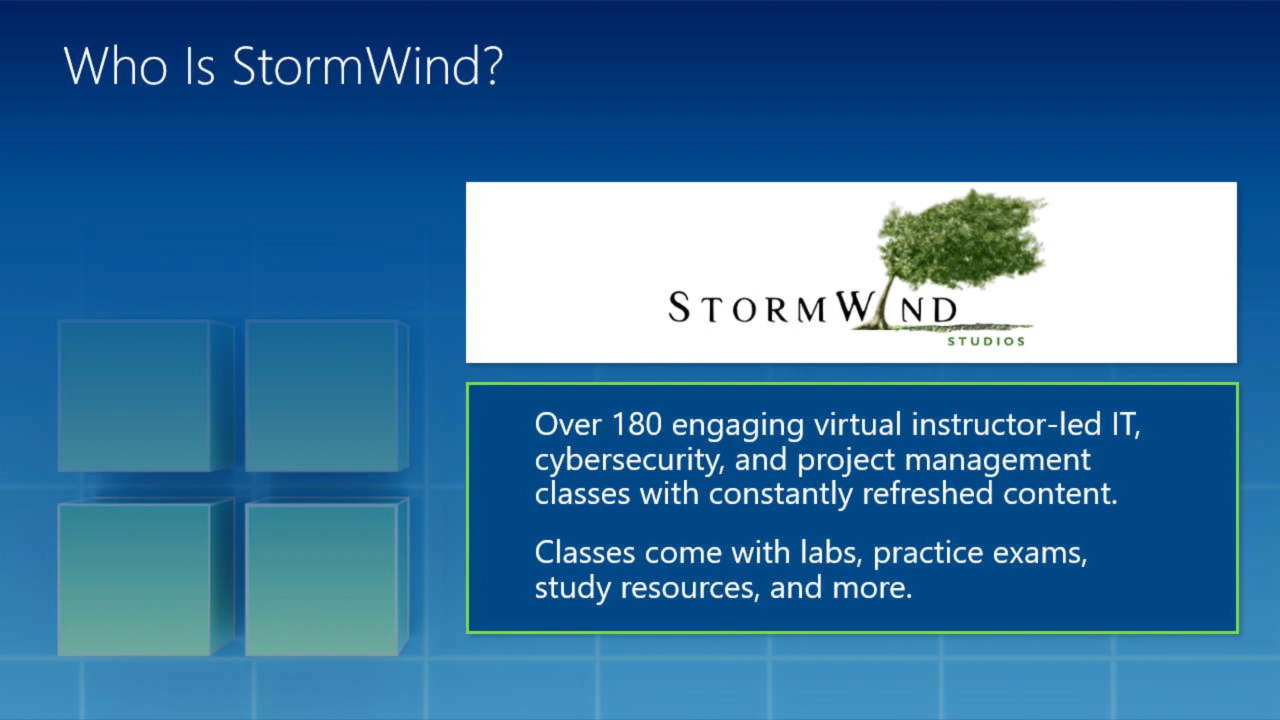 Who Is StormWind?
STORMWIND
STUDIOS
Over 180 engaging virtual instructor-led IT,
cybersecurity, and project management
classes with constantly refreshed content.
Classes come with labs, practice exams,
study resources, and more.